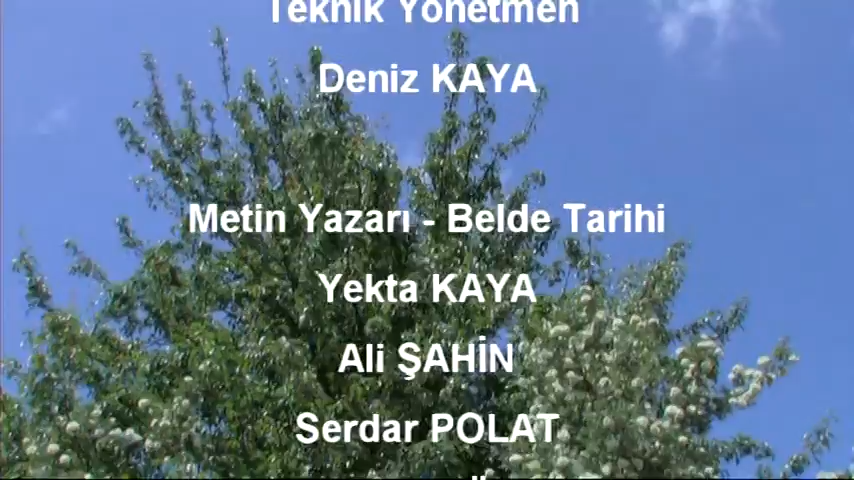 Teknik Yönetmen
Deniz KAYA
Metin Yazarı - Belde Tarihi
Yekta KAYA
Ali ŞAHİN
Serdar POLAT